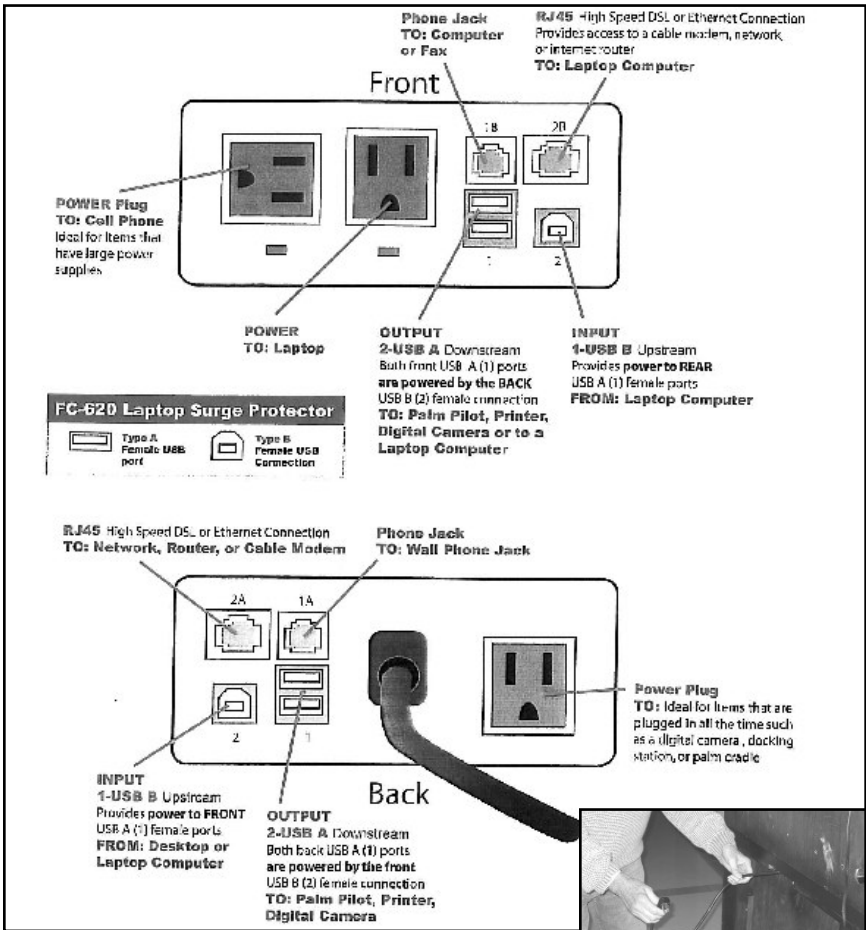 Phone Jack
TO: Computer
or Fax
RJ45 High Speed DSL or Ethernet Connection
Provides access to a cable modem, network,
or internet router
TO: Laptop Computer
Front
1B
2B
POWER Plug
TO: Cell Phone
Ideal for items that
have large power
supplies
1
2
POWER
TO: Laptop
OUTPUT
2-USB A Downstream
Both front USB A (1) ports
are powered by the BACK
USB B (2) female connection
TO: Palm Pilot, Printer,
Digital Camera or to a
Laptop Computer
INPUT
1-USB B Upstream
Provides power to REAR
USB A (1) female ports
FROM: Laptop Computer
FC-620 Laptop Surge Protector
Type A
Female USB
port
Type B
Female USB
Connection
RJ45 High Speed DSL or Ethernet Connection
TO: Network, Router, or Cable Modem
Phone Jack
TO: Wall Phone Jack
2A
1A
2
1
Power Plug
TO: Ideal for items that are
plugged in all the time such
as a digital camera, docking
station, or palm cradle
INPUT
1-USB B Upstream
Provides power to FRONT
USB A (1) female ports
FROM: Desktop or
Laptop Computer
OUTPUT
2-USB A Downstream
Both back USB A (1) ports
are powered by the front
USB B (2) female connection
TO: Palm Pilot, Printer,
Digital Camera
Back